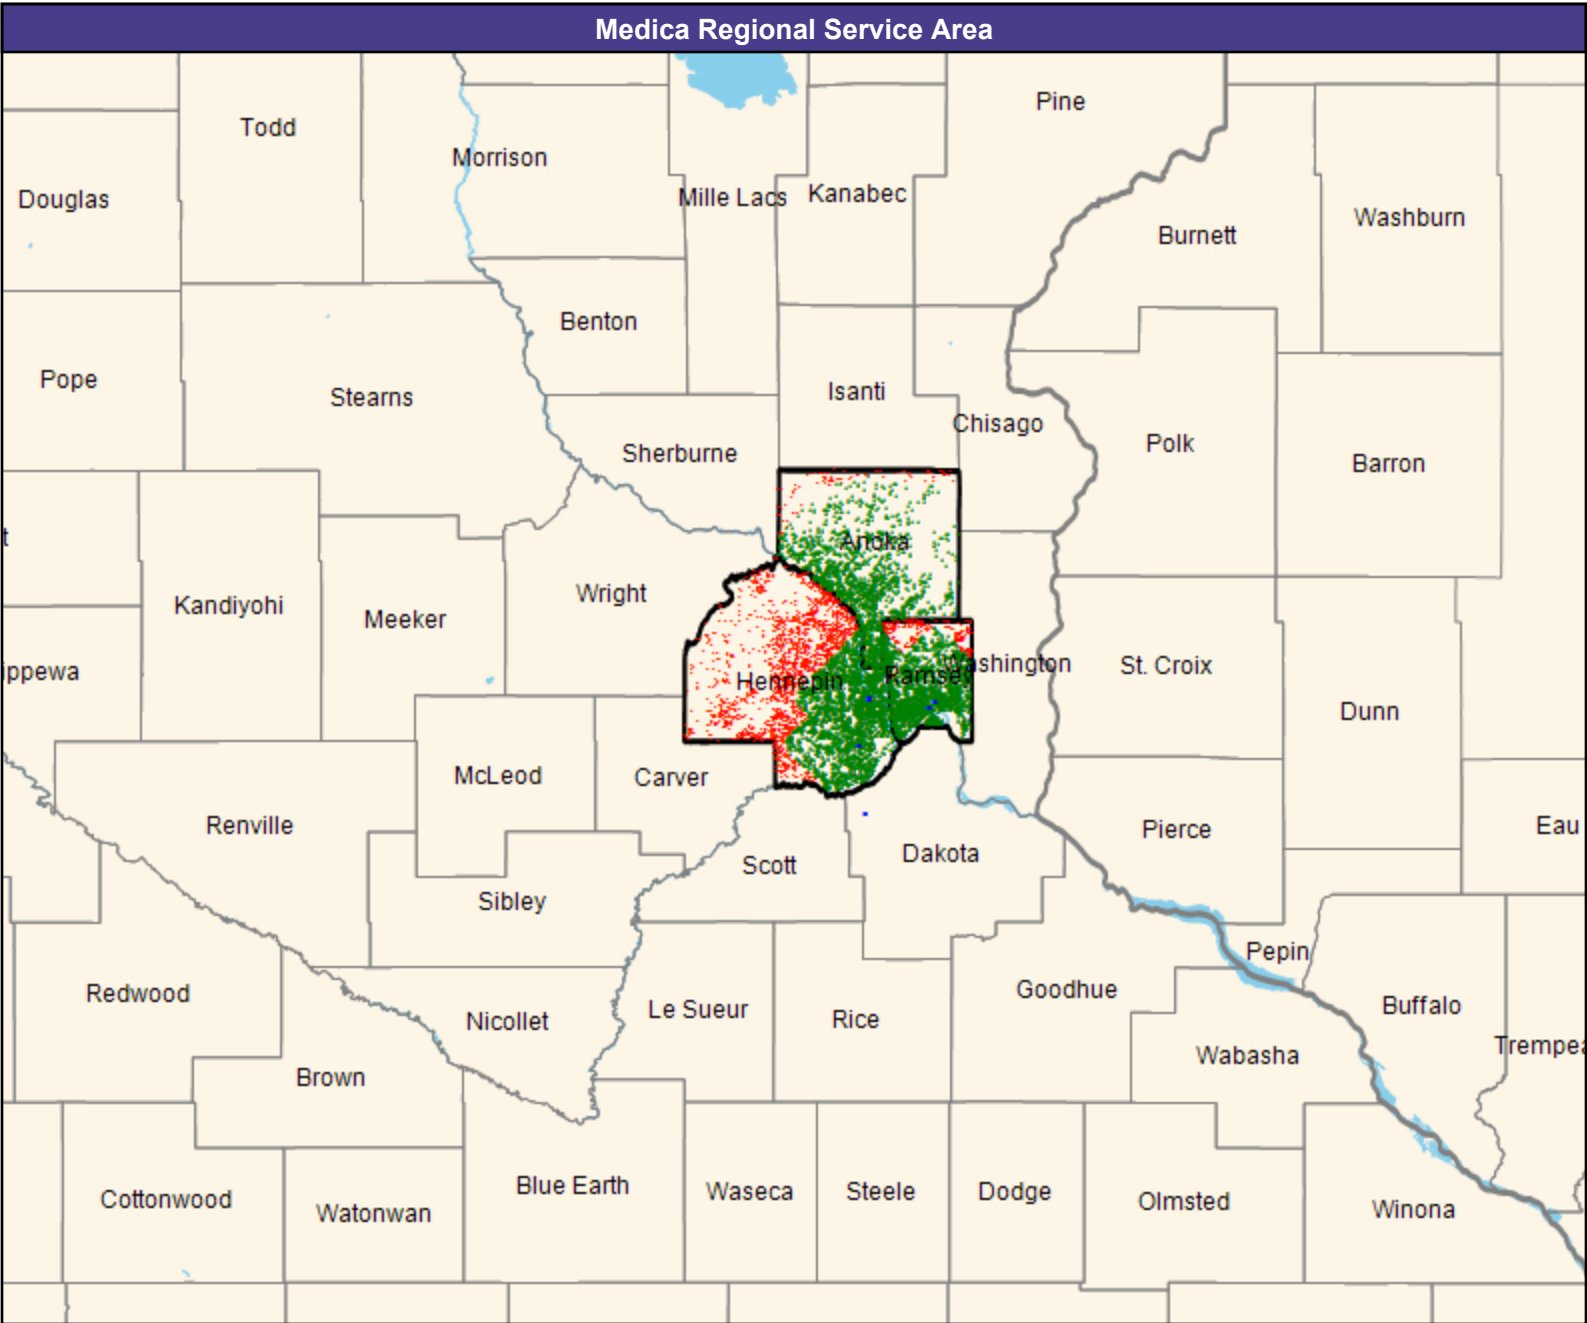 Medica Regional Service Area
Pine
Todd
Morrison
Douglas
Mille Lacs
Kanabec
Washburn
Burnett
Benton
Pope
Stearns
Isanti
Chisago
Polk
Sherburne
Barron
t
Anoka
Wright
Kandiyohi
Meeker
ippewa
Hennepin
Ramsey
Washington
St. Croix
Dunn
McLeod
Carver
Renville
Pierce
Eau
Scott
Dakota
Sibley
Pepin
Redwood
Goodhue
Le Sueur
Buffalo
Nicollet
Rice
Trempea
Wabasha
Brown
Blue Earth
Waseca
Steele
Dodge
Cottonwood
Olmsted
Watonwan
Winona